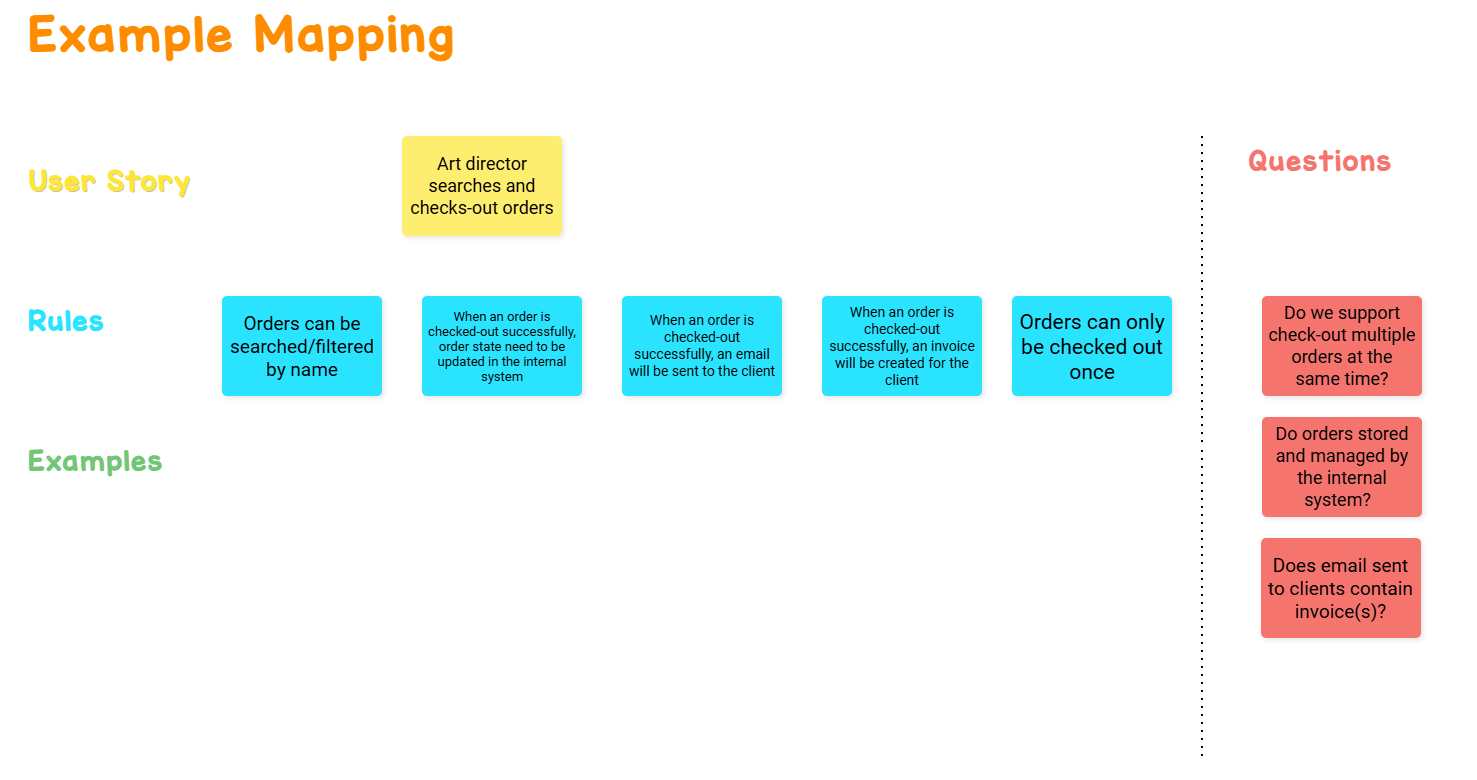 Example Mapping
User Story
Art director
searches and
checks-out orders
Questions
Rules
Orders can be
searched/filtered
by name
When an order is
checked-out successfully,
order state need to be
updated in the internal
system
When an order is
checked-out
successfully, an email
will be sent to the client
When an order is
checked-out
successfully, an invoice
will be created for the
client
Orders can only
be checked out
once
Do we support
check-out multiple
orders at the
same time?
Examples
Do orders stored
and managed by
the internal
system?
Does email sent
to clients contain
invoice(s)?